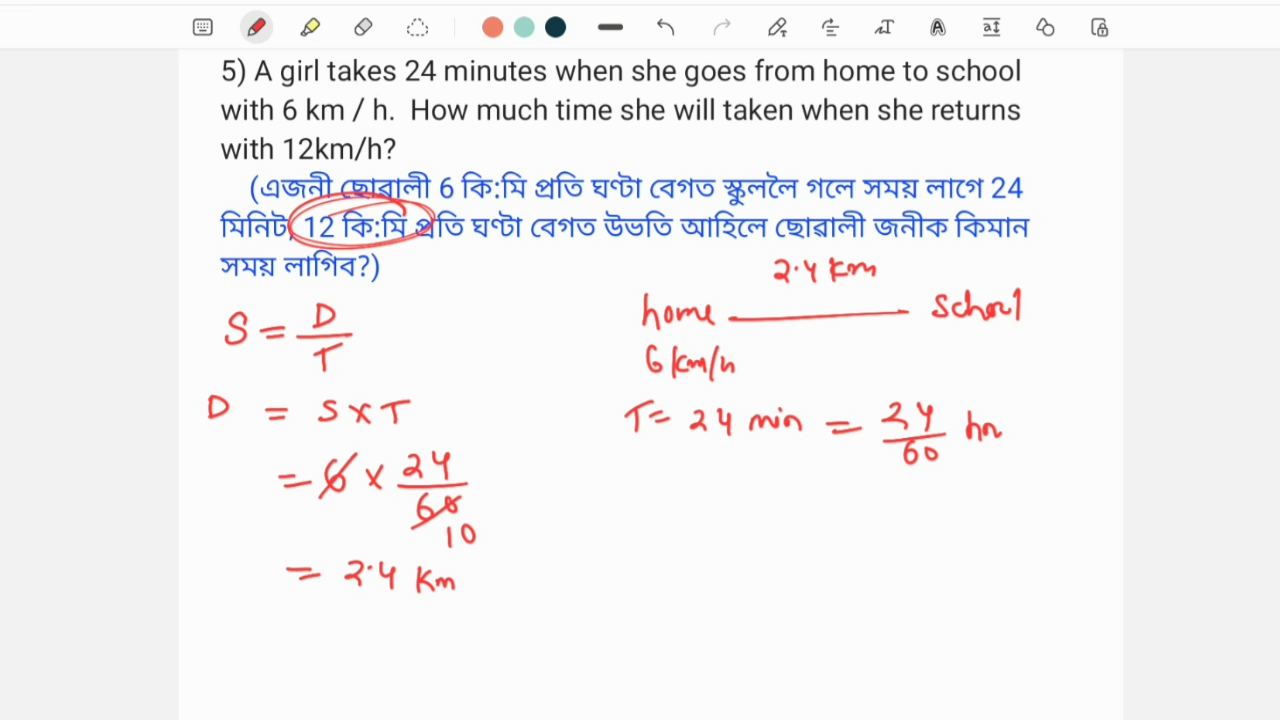 5) A girl takes 24 minutes when she goes from home to school
with 6 km / h. How much time she will taken when she returns
with 12km/h?
(এজনী ছোৱালী 6 কি:মি প্ৰতি ঘণ্টা বেগত স্কুললৈ গলে সময় লাগে 24
মিনিট, 12 কি:মি প্ৰতি ঘণ্টা বেগত উভতি আহিলে ছোৱালী জনীক কিমান
সময় লাগিব?)
2.4 Km
home School
6 km/h
S = D/T
D = S X T
T= 24 min = 24/60 hr
= 6 x 24/60
10
= 2.4 Km